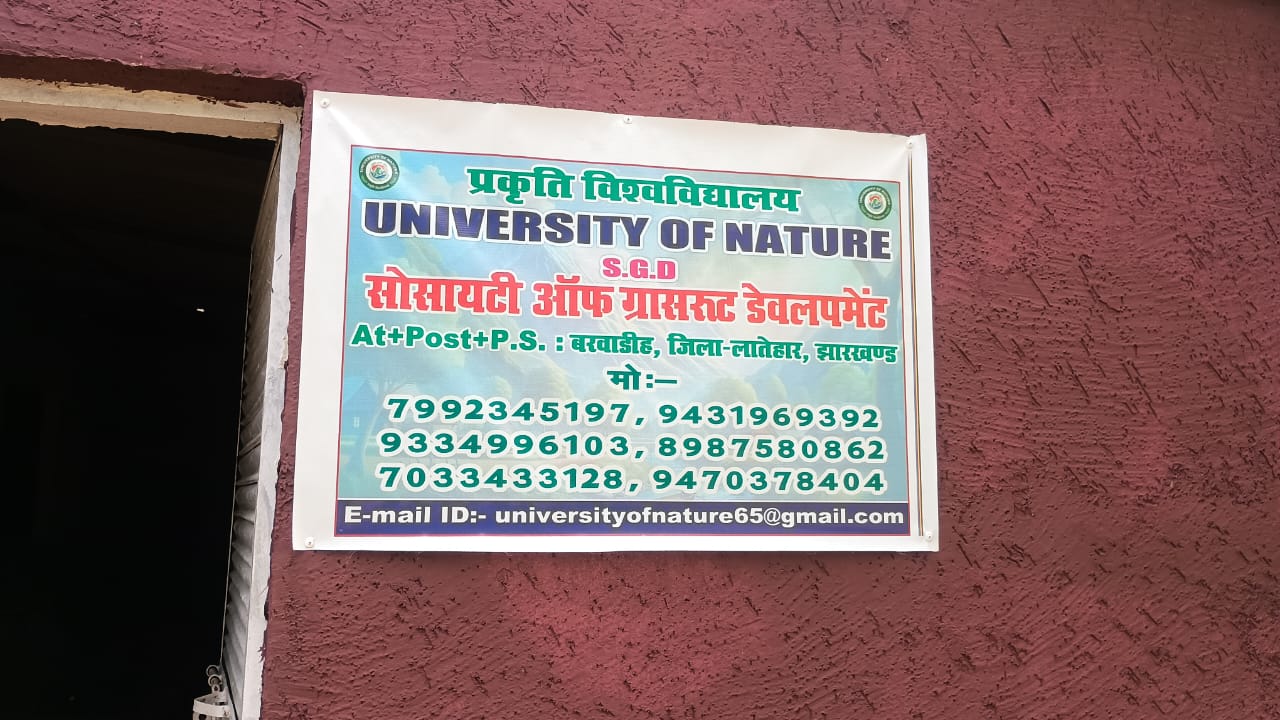 प्रकृति विश्वविद्यालय
UNIVERSITY OF NATURE
S.G.D
सोसायटी ऑफ ग्रासरुट डेवलपमेंट
At+Post+P.S. : बरवाडीह, जिला-लातेहार, झारखण्ड
मो :–
7992345197, 9431969392
9334996103, 8987580862
7033433128, 9470378404
E-mail ID:- universityofnature65@gmail.com